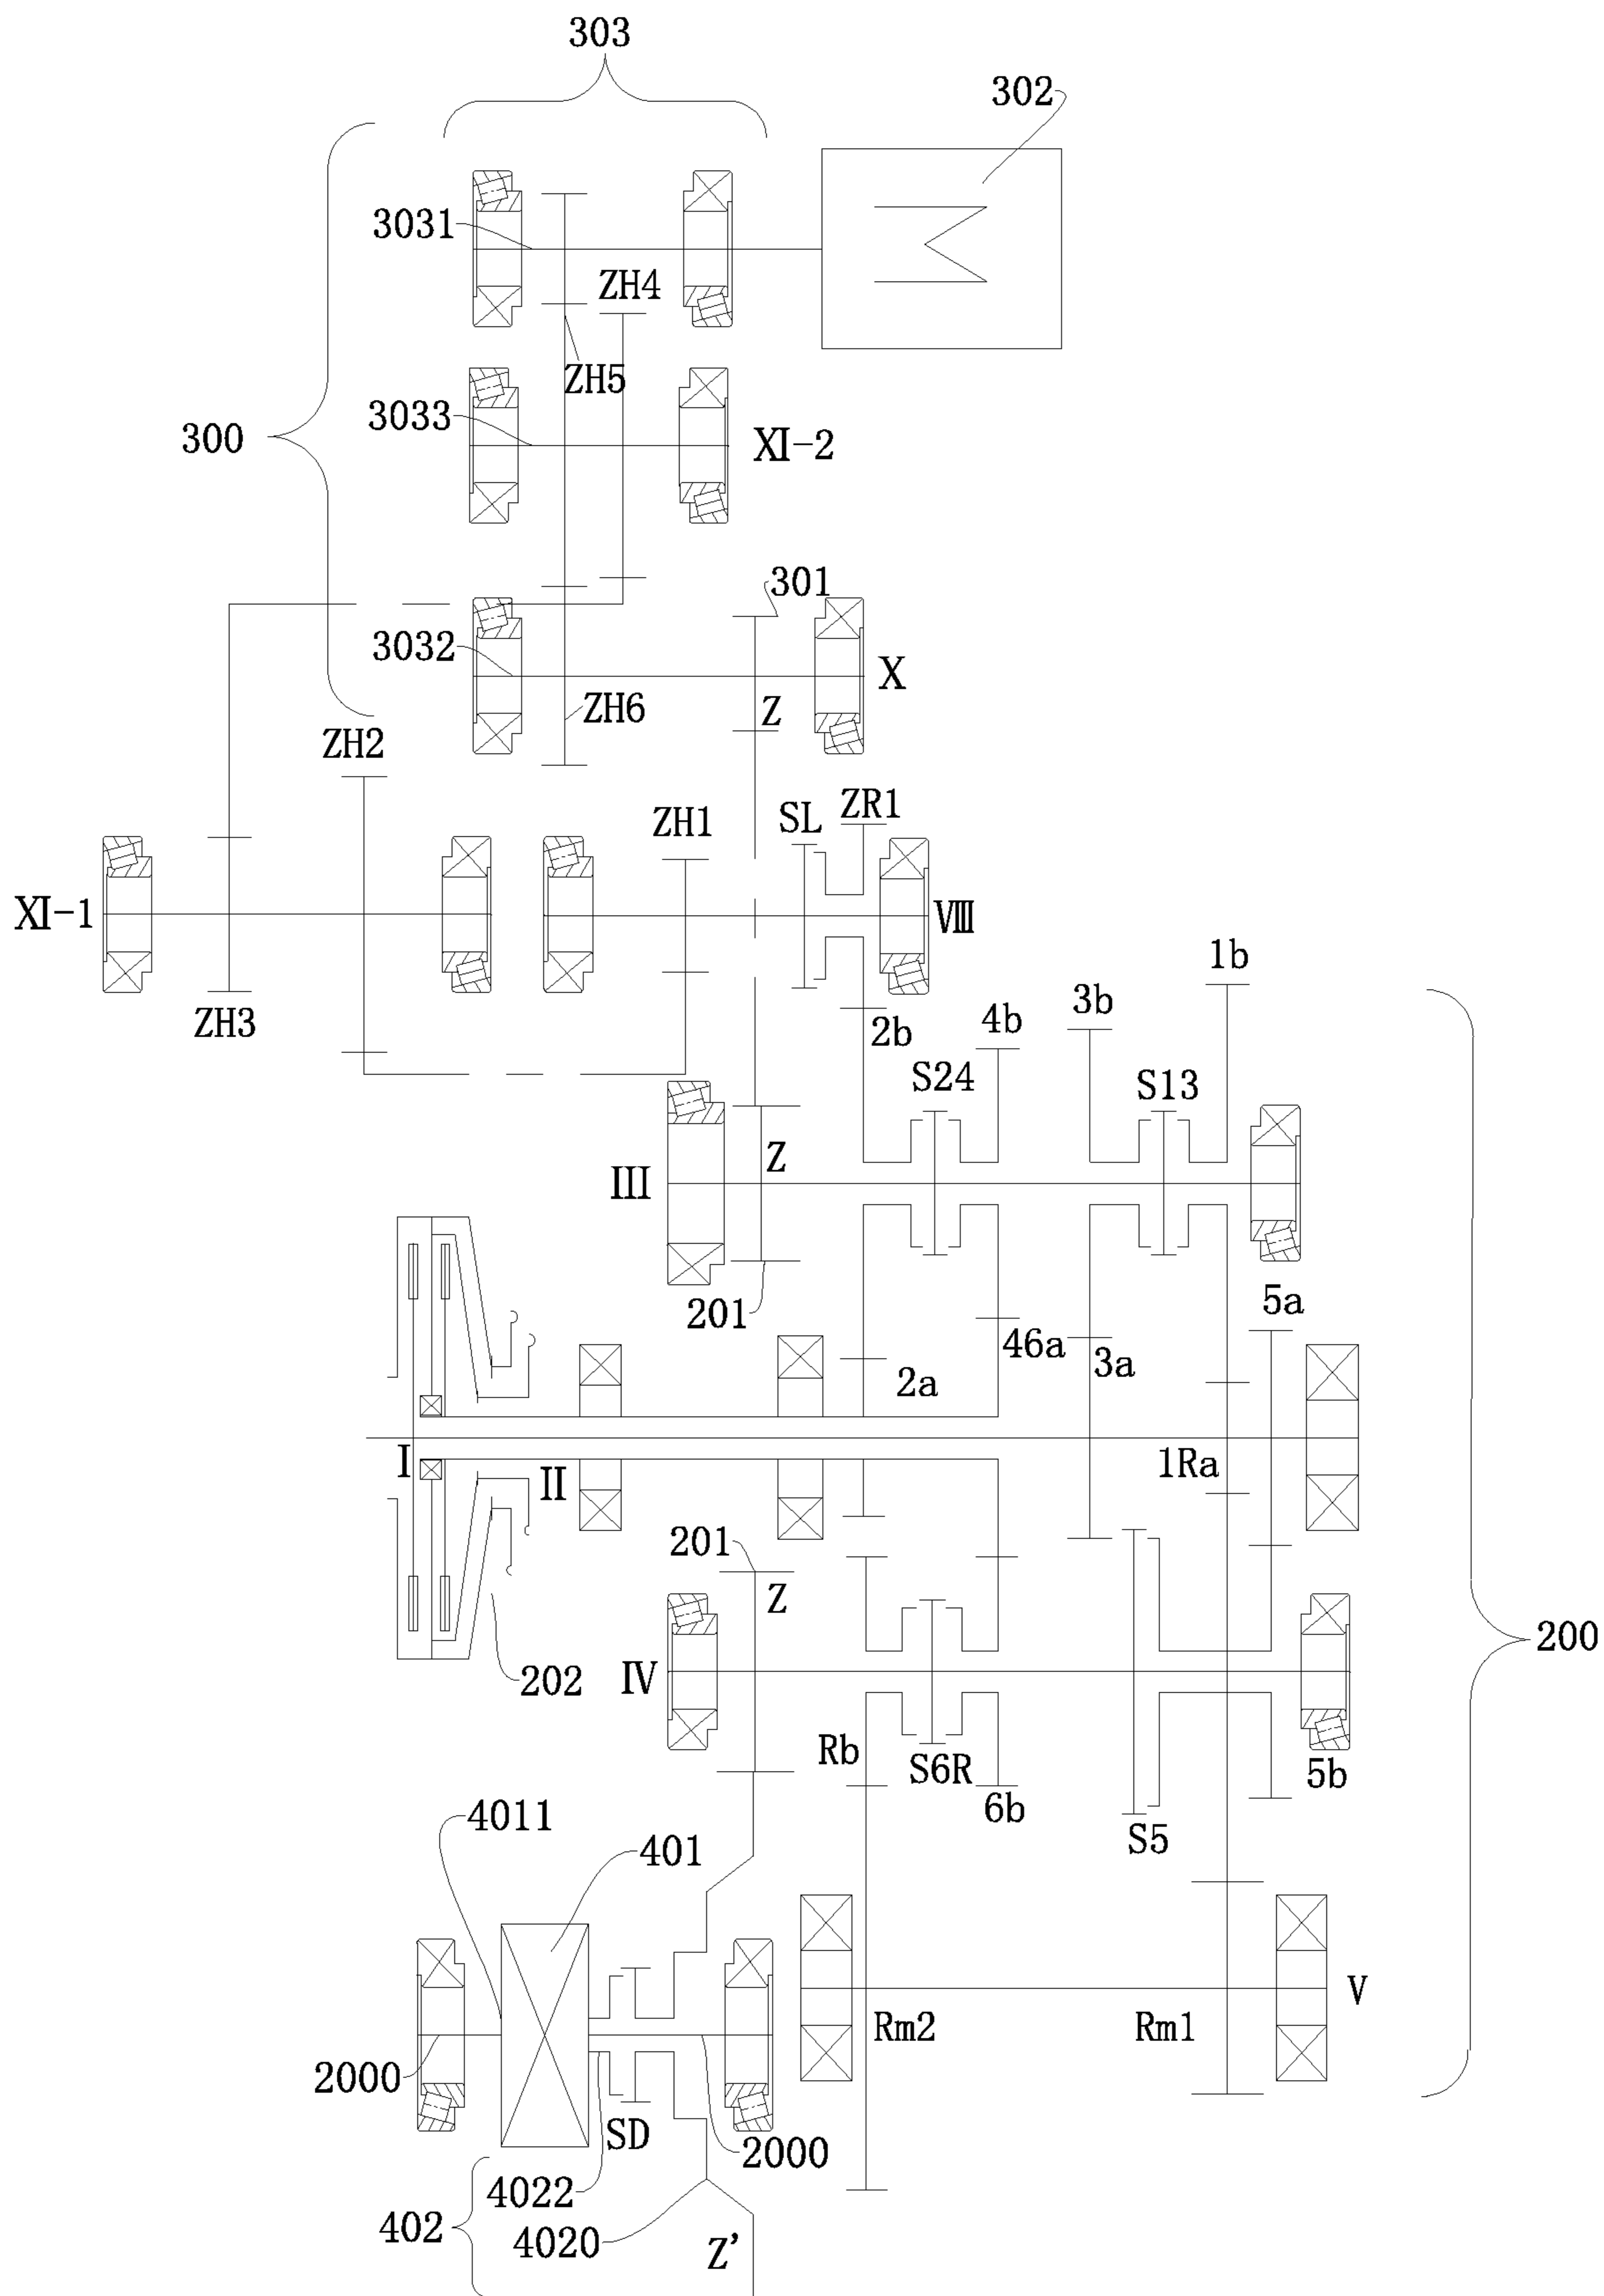 303
302
3031
ZH4
ZH5
3033
300
XI-2
301
3032
X
ZH6
Z
ZH2
ZH1
SL
ZR1
XI-1
VIII
1b
ZH3
3b
2b
4b
S24
S13
Z
III
201
5a
46a
3a
2a
I
II
1Ra
201
Z
202
IV
200
Rb
S6R
5b
6b
4011
S5
401
V
Rm2
Rm1
2000
SD
2000
4022
402
4020
Z'